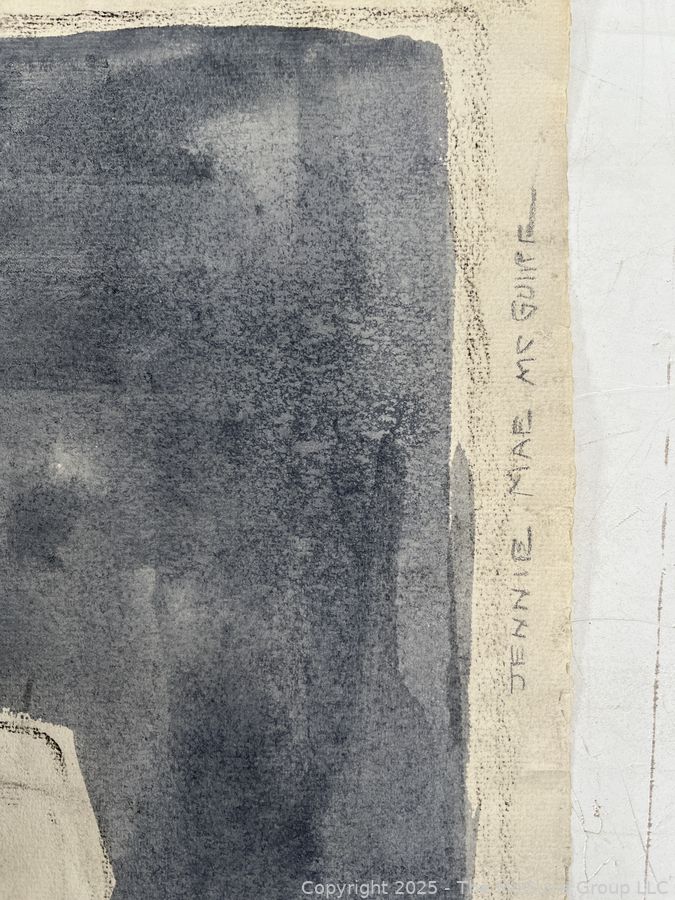 JENNIE MAE MCGUIRE
Copyright 2025 - The
Group LLC